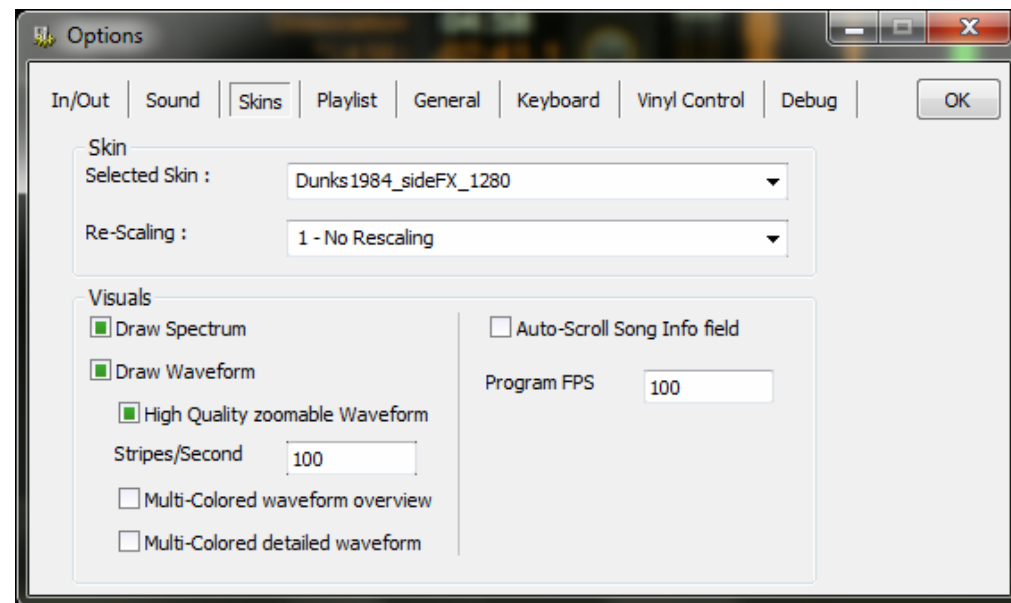 Options
In/Out Sound Skins Playlist General Keyboard Vinyl Control Debug OK
Skin
Selected Skin : Dunks1984_sideFX_1280
Re-Scaling : 1 - No Rescaling
Visuals
Draw Spectrum
Auto-Scroll Song Info field
Draw Waveform
Program FPS 100
High Quality zoomable Waveform
Stripes/Second 100
Multi-Colored waveform overview
Multi-Colored detailed waveform